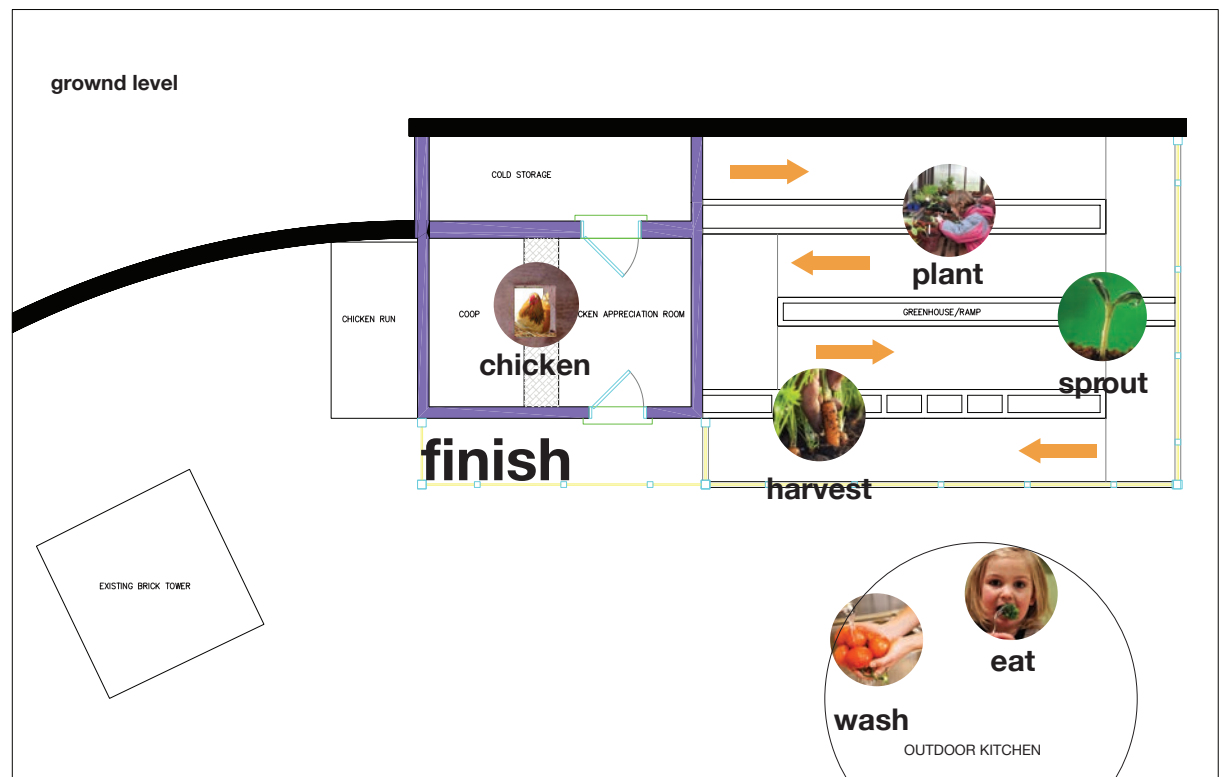 grownd level
COLD STORAGE
plant
CHICKEN RUN
COOP
CKEN APPRECIATION ROOM
GREENHOUSE/RAMP
chicken
sprout
finish
harvest
EXISTING BRICK TOWER
eat
wash
OUTDOOR KITCHEN